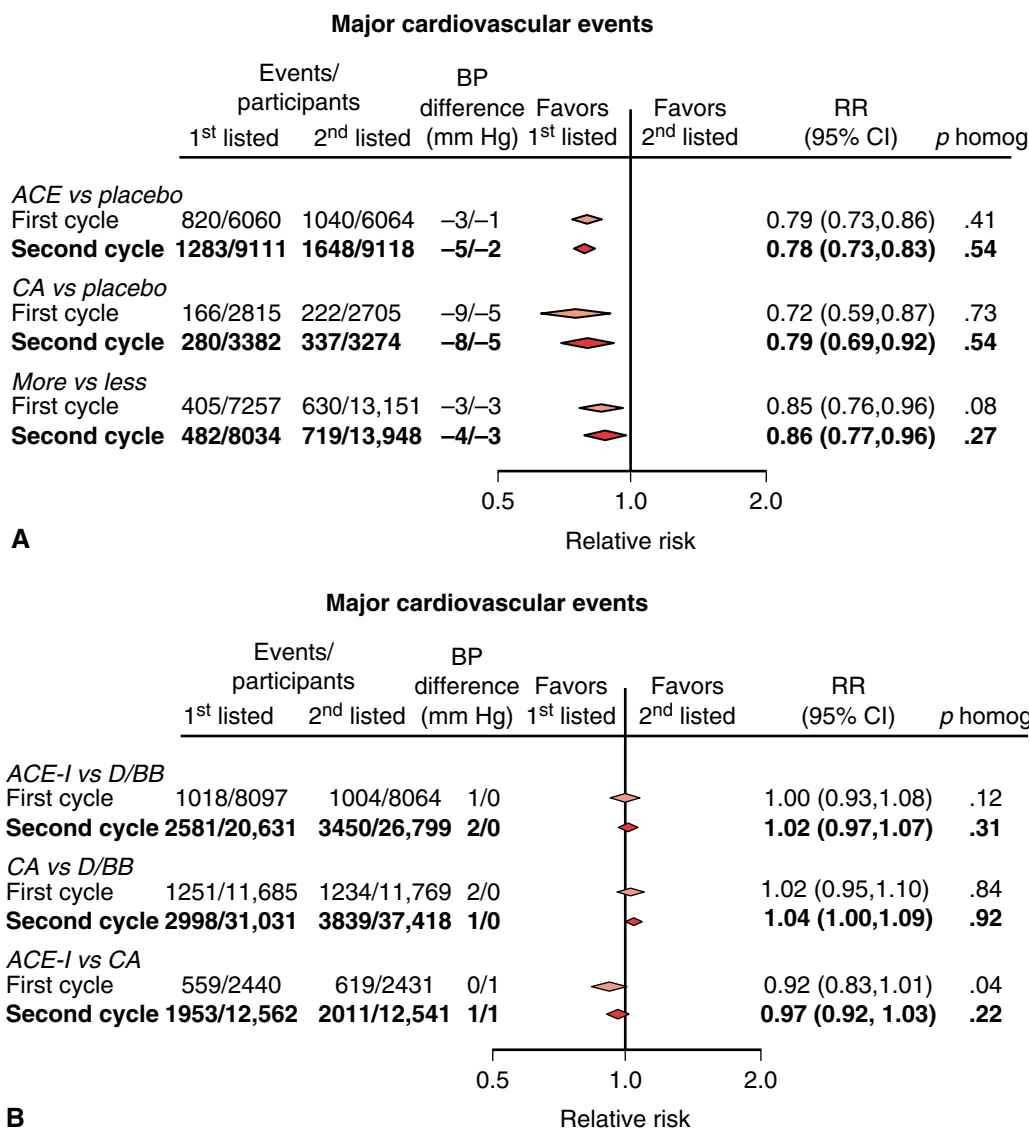 Major cardiovascular events
Events/ participants BP difference (mm Hg) Favors 1st listed Favors 2nd listed RR (95% CI) p homog
1st listed 2nd listed
ACE vs placebo
First cycle 820/6060 1040/6064 –3/–1 0.79 (0.73,0.86) .41
Second cycle 1283/9111 1648/9118 –5/–2 0.78 (0.73,0.83) .54
CA vs placebo
First cycle 166/2815 222/2705 –9/–5 0.72 (0.59,0.87) .73
Second cycle 280/3382 337/3274 –8/–5 0.79 (0.69,0.92) .54
More vs less
First cycle 405/7257 630/13,151 –3/–3 0.85 (0.76,0.96) .08
Second cycle 482/8034 719/13,948 –4/–3 0.86 (0.77,0.96) .27
0.5 1.0 2.0
Relative risk
A
Major cardiovascular events
Events/ participants BP difference (mm Hg) Favors 1st listed Favors 2nd listed RR (95% CI) p homog
1st listed 2nd listed
ACE-I vs D/BB
First cycle 1018/8097 1004/8064 1/0 1.00 (0.93,1.08) .12
Second cycle 2581/20,631 3450/26,799 2/0 1.02 (0.97,1.07) .31
CA vs D/BB
First cycle 1251/11,685 1234/11,769 2/0 1.02 (0.95,1.10) .84
Second cycle 2998/31,031 3839/37,418 1/0 1.04 (1.00,1.09) .92
ACE-I vs CA
First cycle 559/2440 619/2431 0/1 0.92 (0.83,1.01) .04
Second cycle 1953/12,562 2011/12,541 1/1 0.97 (0.92, 1.03) .22
0.5 1.0 2.0
Relative risk
B